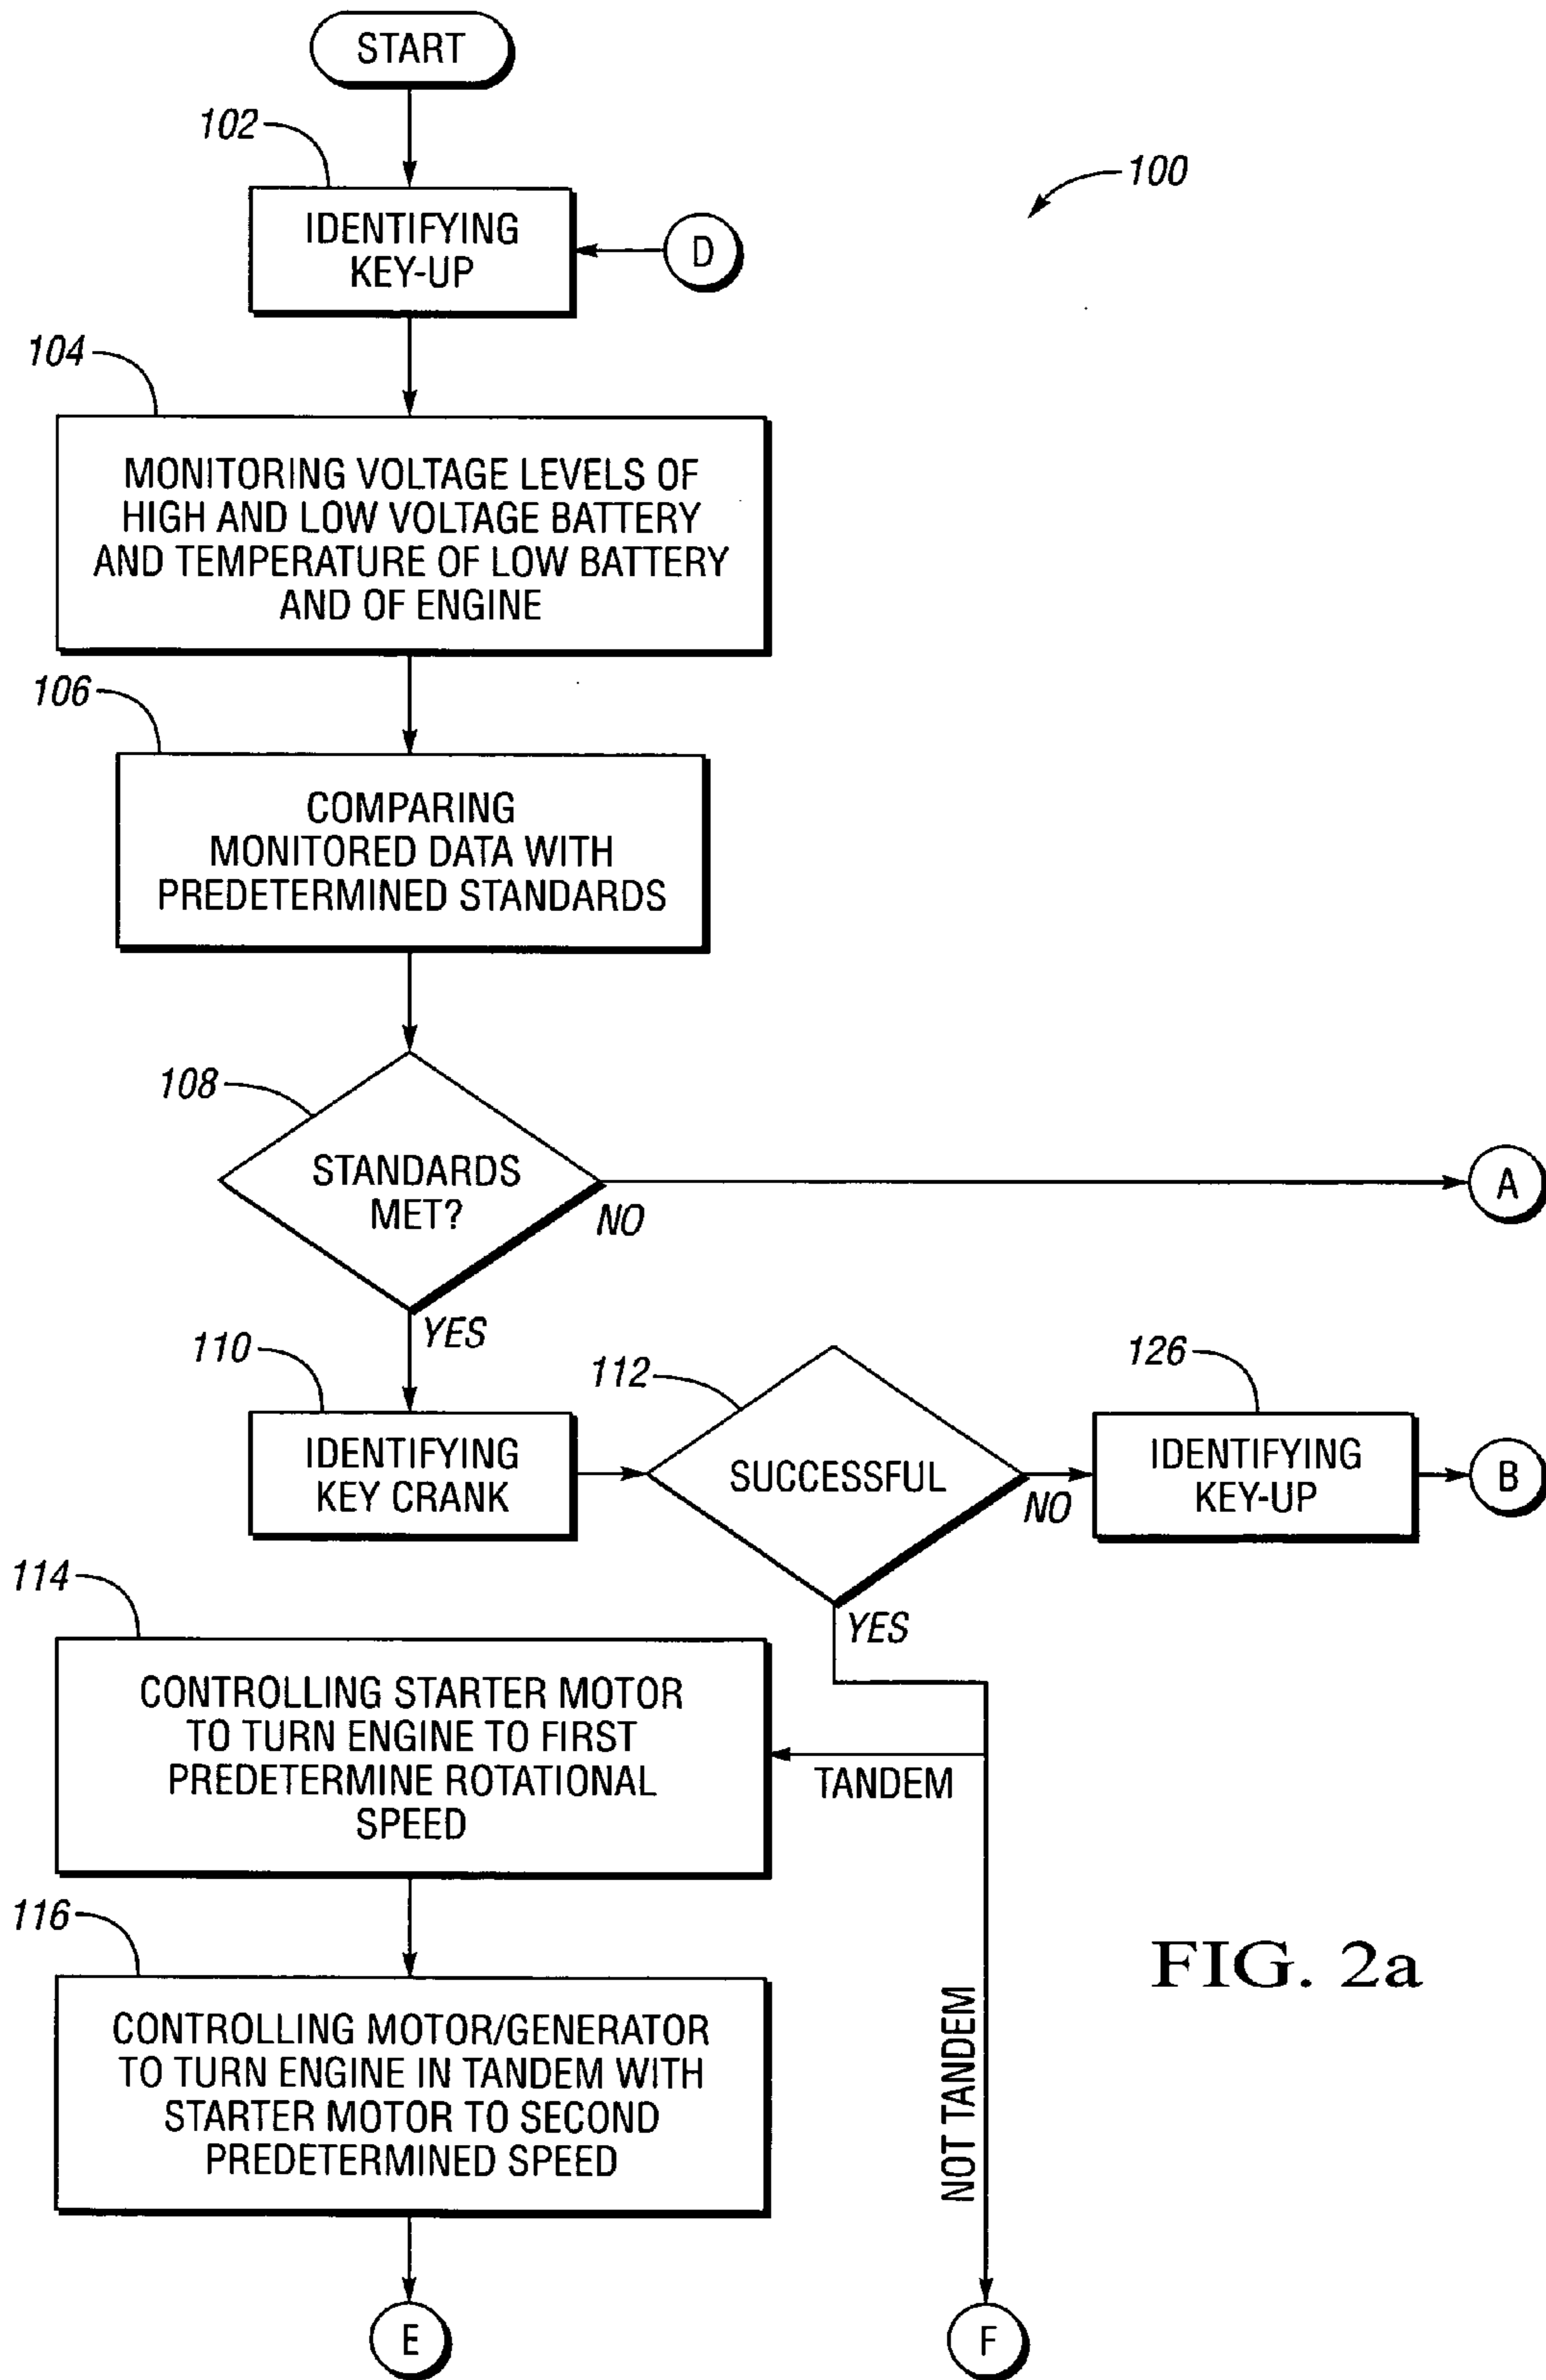 START
102
100
IDENTIFYING
KEY-UP
D
104
MONITORING VOLTAGE LEVELS OF
HIGH AND LOW VOLTAGE BATTERY
AND TEMPERATURE OF LOW BATTERY
AND OF ENGINE
106
COMPARING
MONITORED DATA WITH
PREDETERMINED STANDARDS
108
STANDARDS
MET?
NO
A
YES
110
112
126
IDENTIFYING
KEY CRANK
SUCCESSFUL
NO
IDENTIFYING
KEY-UP
B
YES
114
CONTROLLING STARTER MOTOR
TO TURN ENGINE TO FIRST
PREDETERMINE ROTATIONAL
SPEED
TANDEM
116
CONTROLLING MOTOR/GENERATOR
TO TURN ENGINE IN TANDEM WITH
STARTER MOTOR TO SECOND
PREDETERMINED SPEED
NOT TANDEM
FIG. 2a
E
F